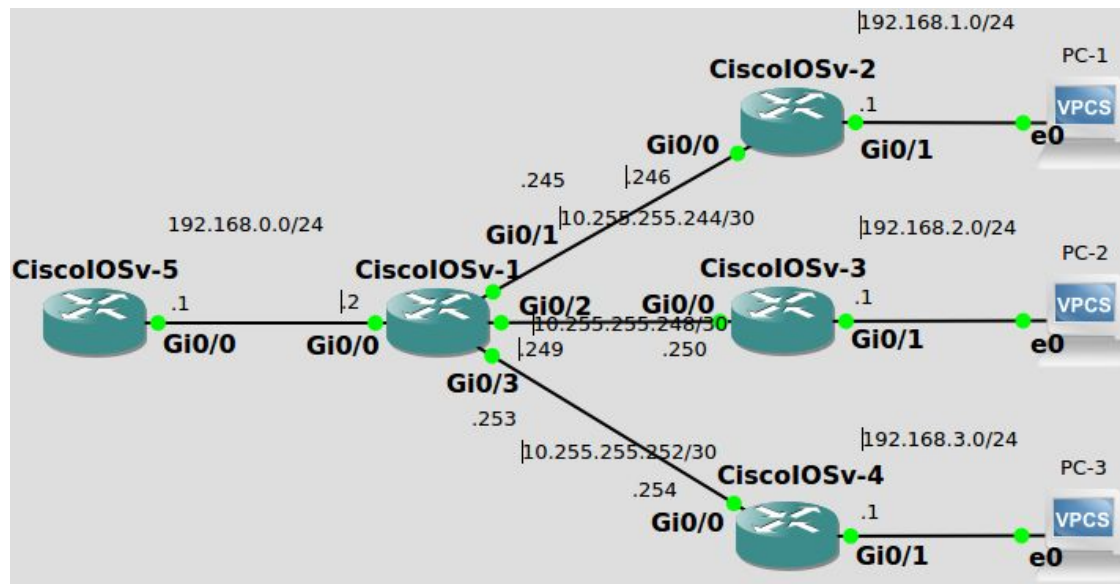 192.168.1.0/24
PC-1
CiscoIOSv-2
VPCS
.1
Gi0/0
Gi0/1
e0
.245
.246
192.168.0.0/24
10.255.255.244/30
192.168.2.0/24
Gi0/1
PC-2
CiscoIOSv-5
CiscoIOSv-1
CiscoIOSv-3
.1
.2
Gi0/2
Gi0/0
.1
VPCS
10.255.255.248/30
Gi0/0
Gi0/0
.249
.250
Gi0/1
e0
Gi0/3
.253
192.168.3.0/24
10.255.255.252/30
PC-3
CiscoIOSv-4
.254
.1
VPCS
Gi0/0
Gi0/1
e0